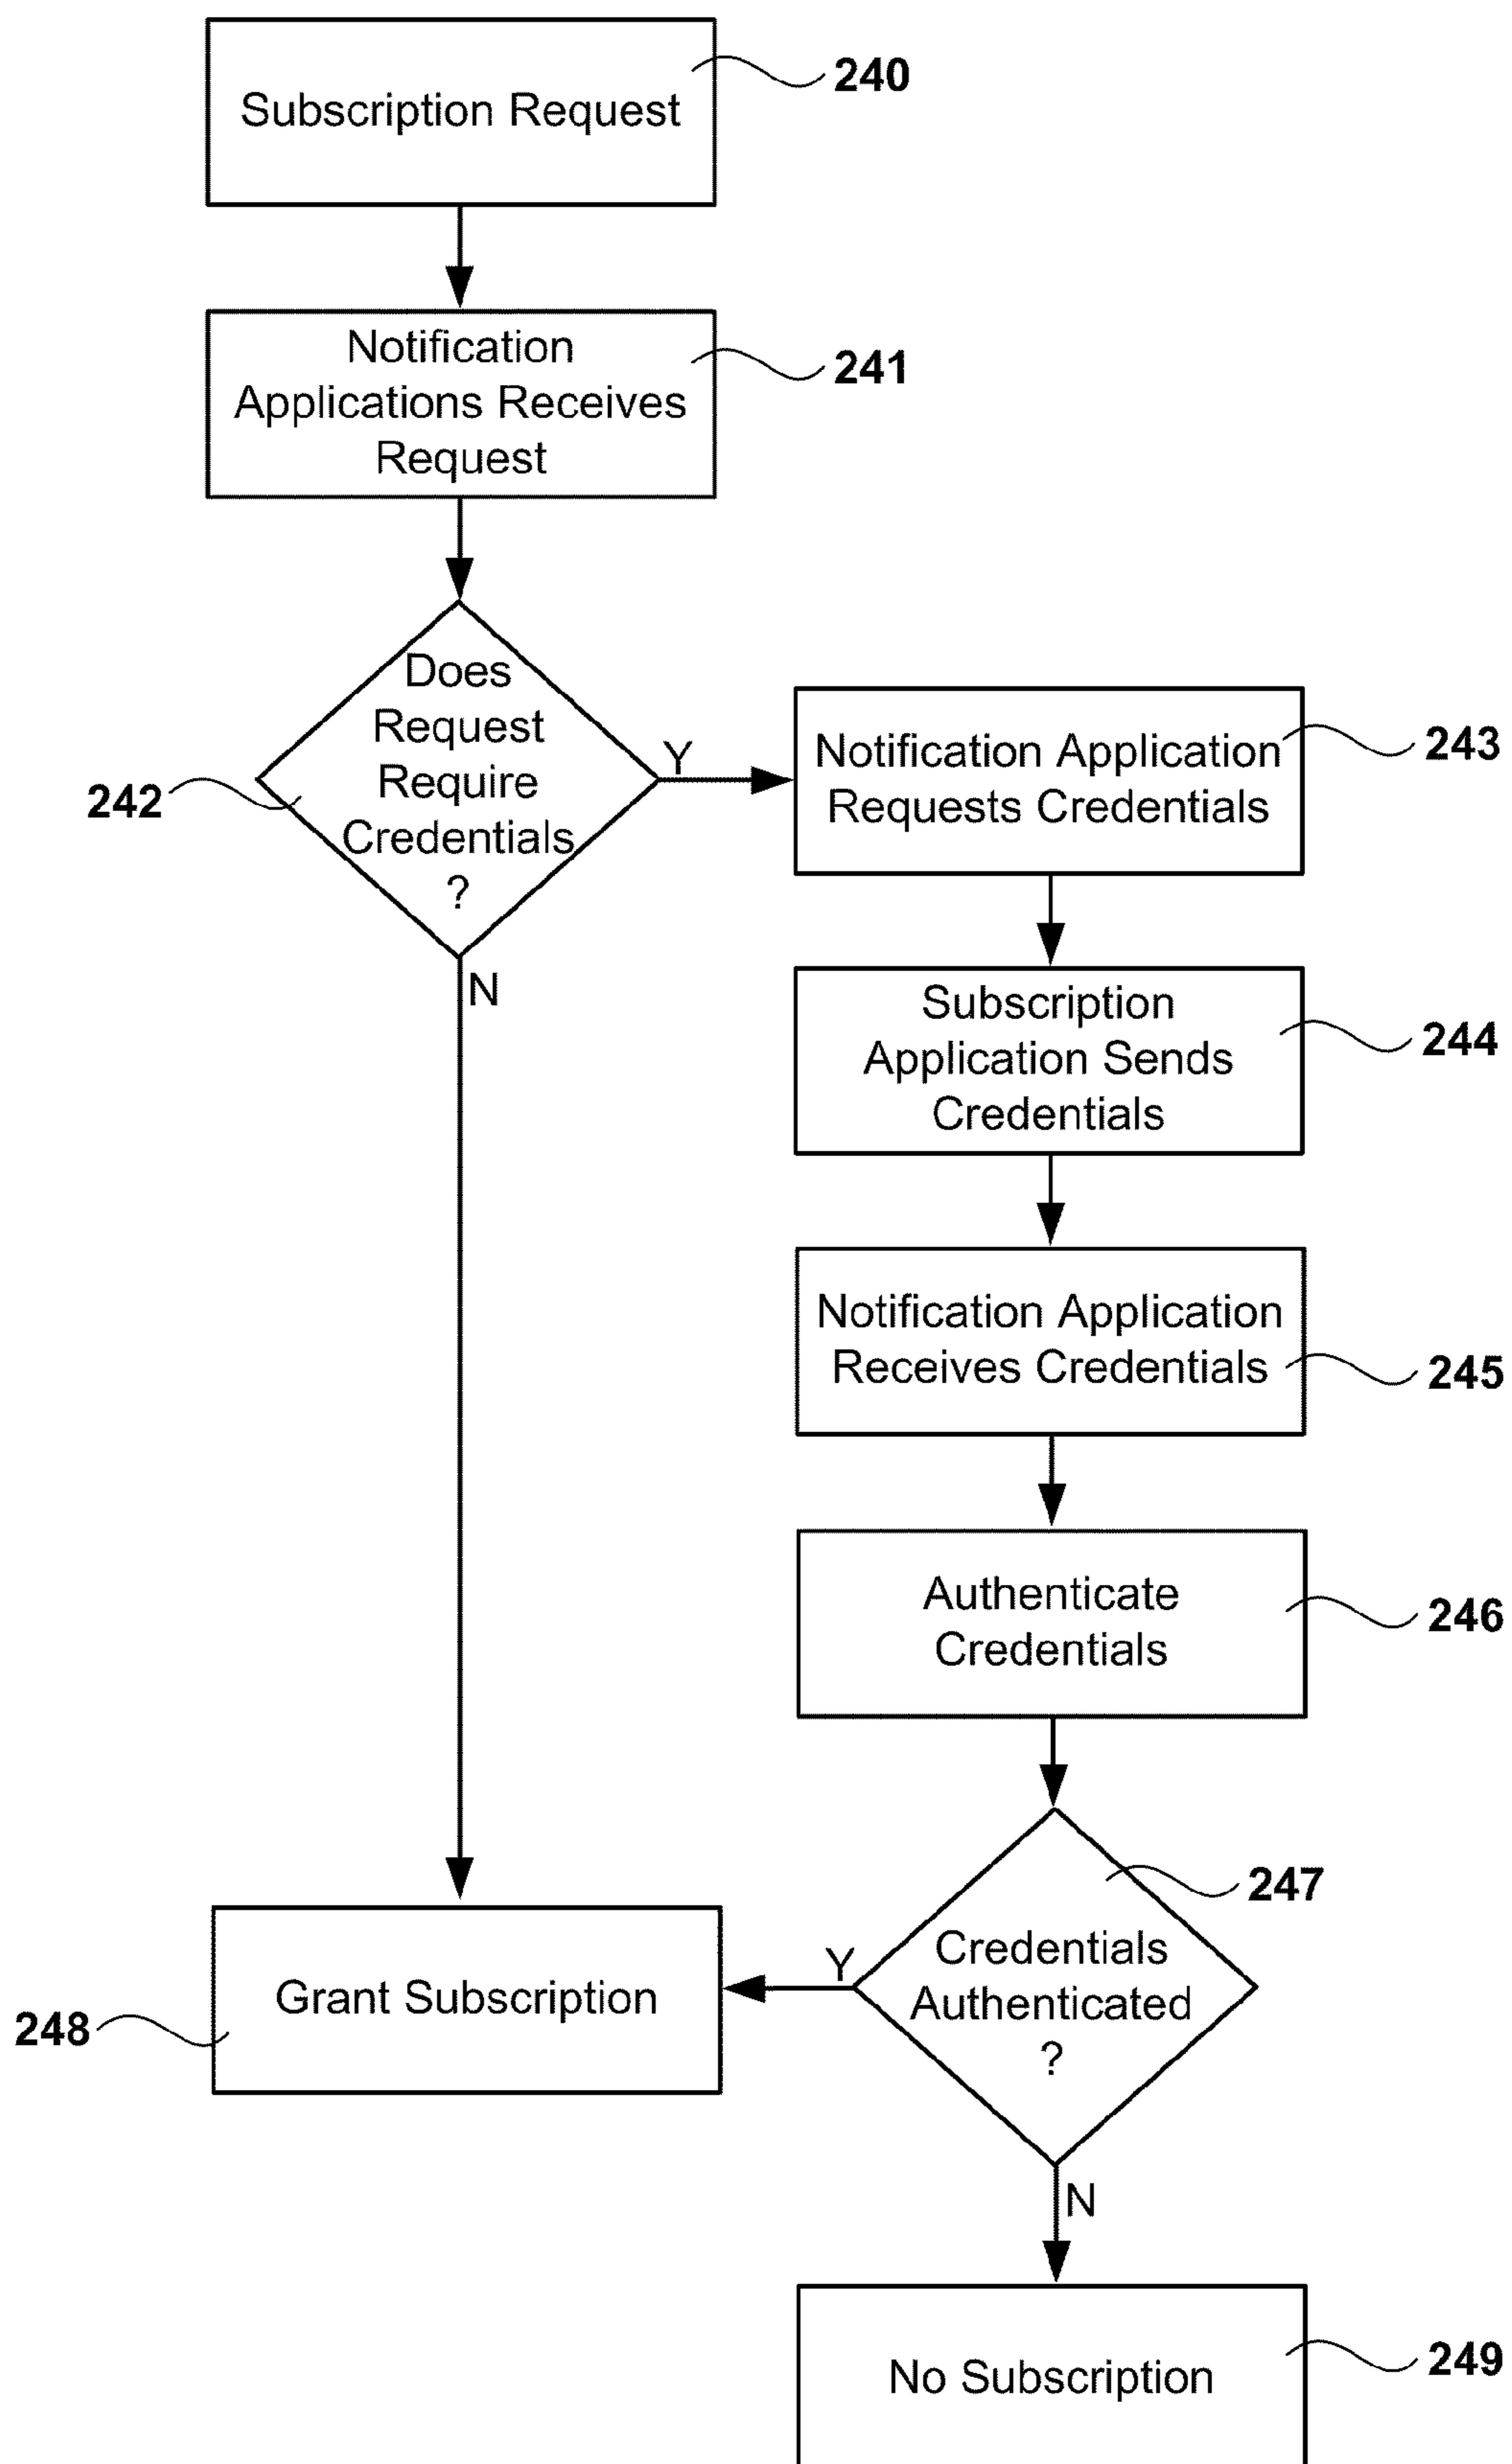 Subscription Request
240
Notification
Applications Receives
Request
241
Does
Request
Require
Credentials
?
242
Y
N
Notification Application
Requests Credentials
243
Subscription
Application Sends
Credentials
244
Notification Application
Receives Credentials
245
Authenticate
Credentials
246
247
Credentials
Authenticated
?
Y
N
Grant Subscription
248
No Subscription
249